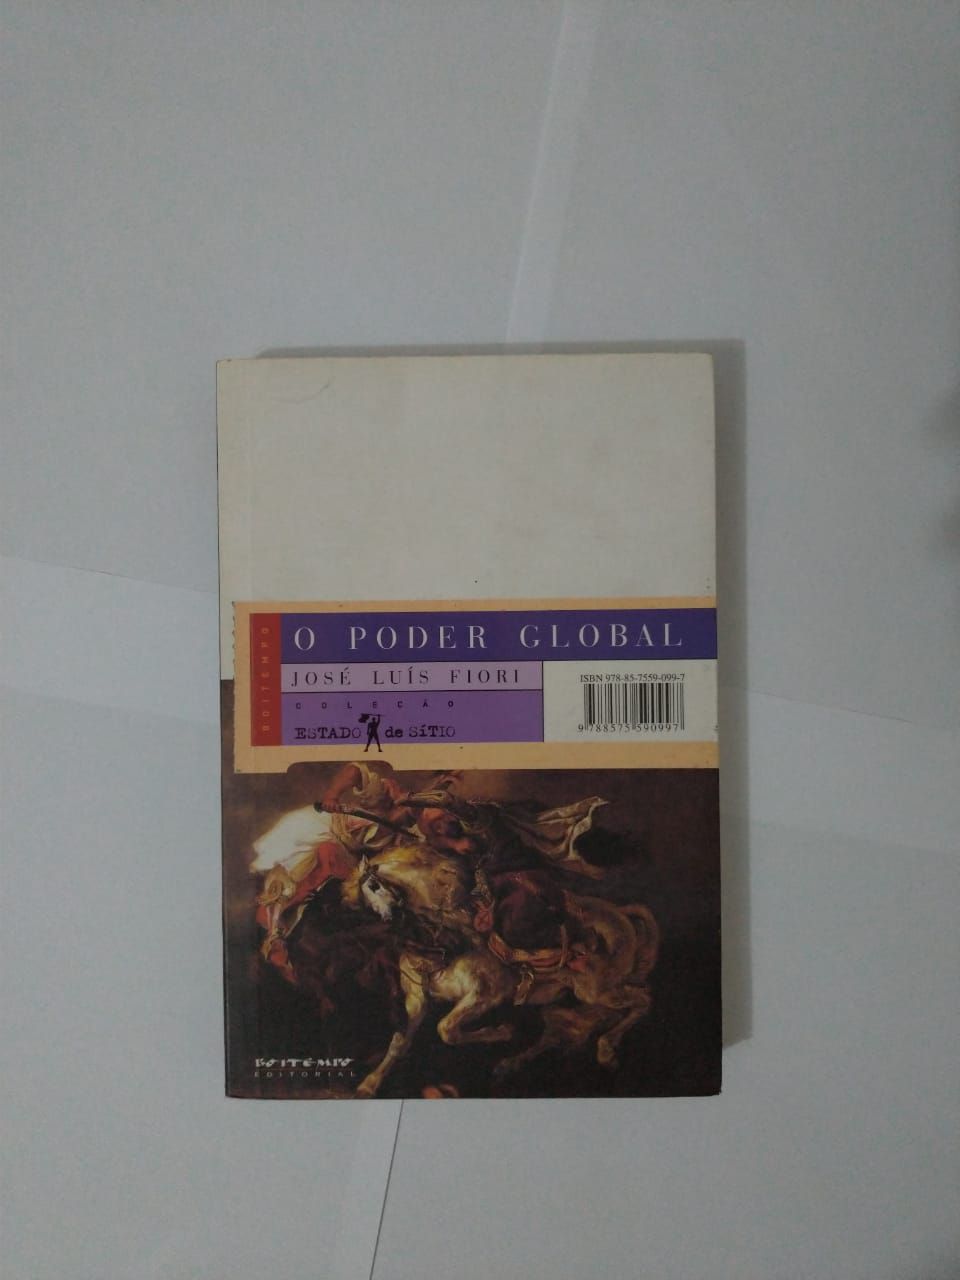 BOITEMPO
O PODER GLOBAL
JOSÉ LUÍS FIORI
COLEÇÃO
ESTADO de SíTIO
ISBN 978-85-7559-099-7
9 788575 590997
BOITEMPO
EDITORIAL